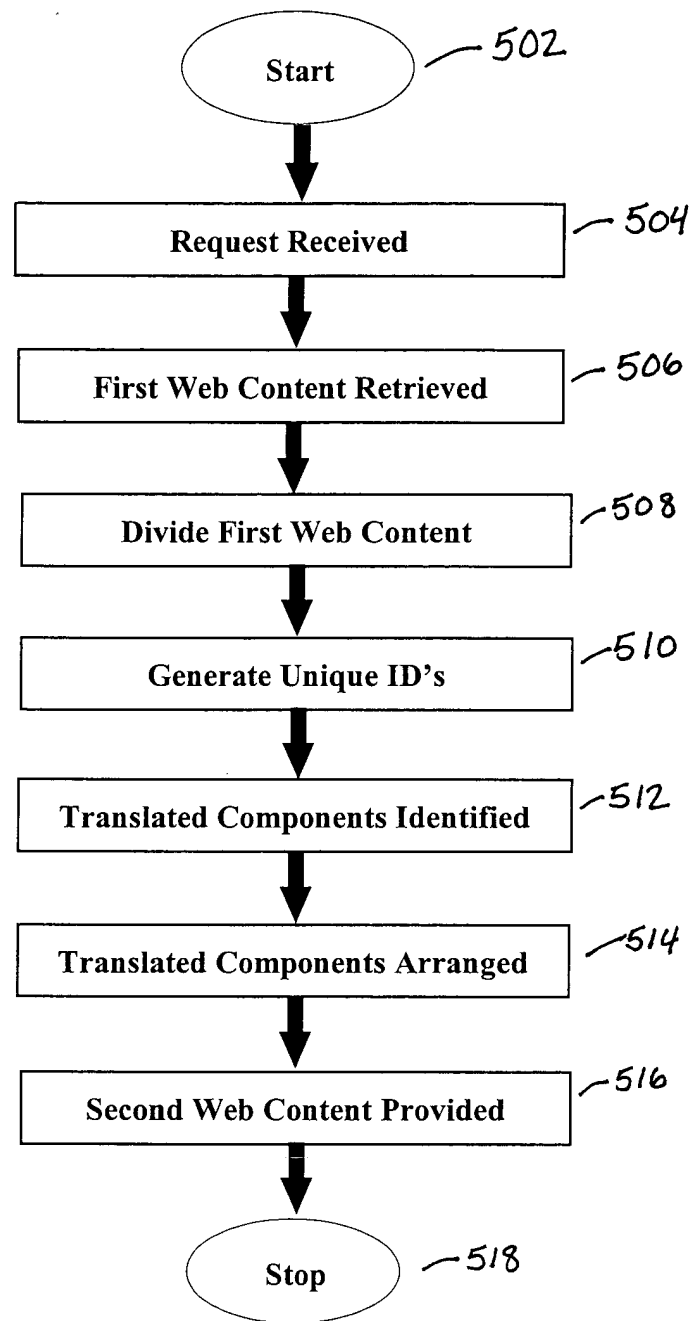 Start
502
Request Received
504
First Web Content Retrieved
506
Divide First Web Content
508
Generate Unique ID's
510
Translated Components Identified
512
Translated Components Arranged
514
Second Web Content Provided
516
Stop
518